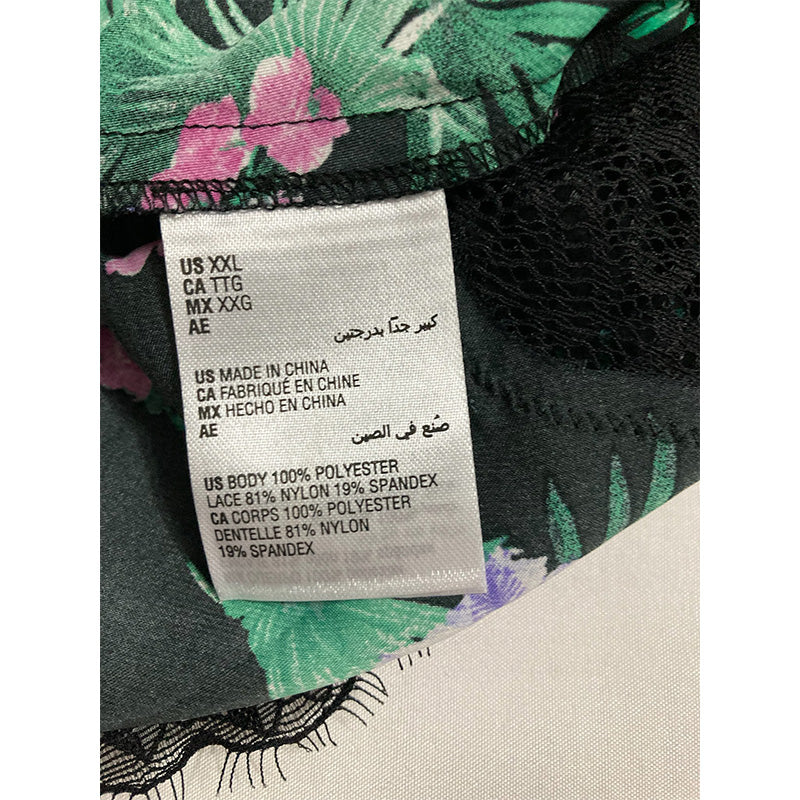 US XXL
CA TTG
MX XXG
AE
كبير جدًا بدرجتين
US MADE IN CHINA
CA FABRIQUÉ EN CHINE
MX HECHO EN CHINA
AE
صُنع في الصين
US BODY 100% POLYESTER
LACE 81% NYLON 19% SPANDEX
CA CORPS 100% POLYESTER
DENTELLE 81% NYLON
19% SPANDEX